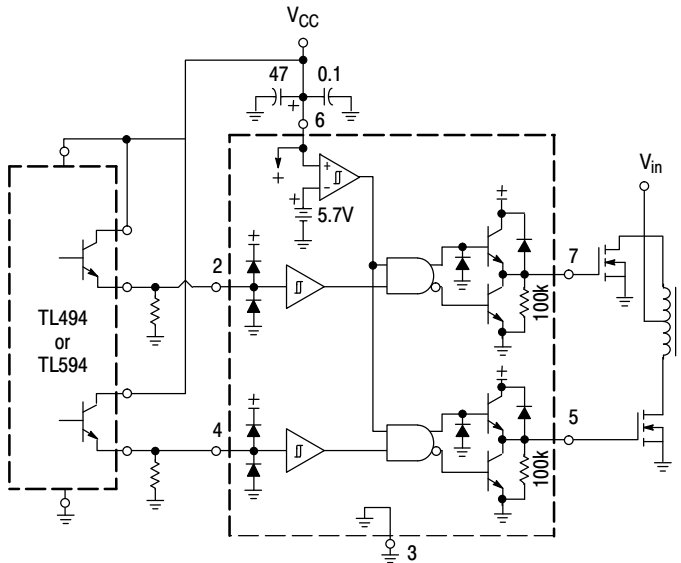 VCC
47
0.1
+
6
+
+
−
+
5.7V
Vin
+
+
2
7
100k
TL494
or
TL594
+
+
4
5
100k
3